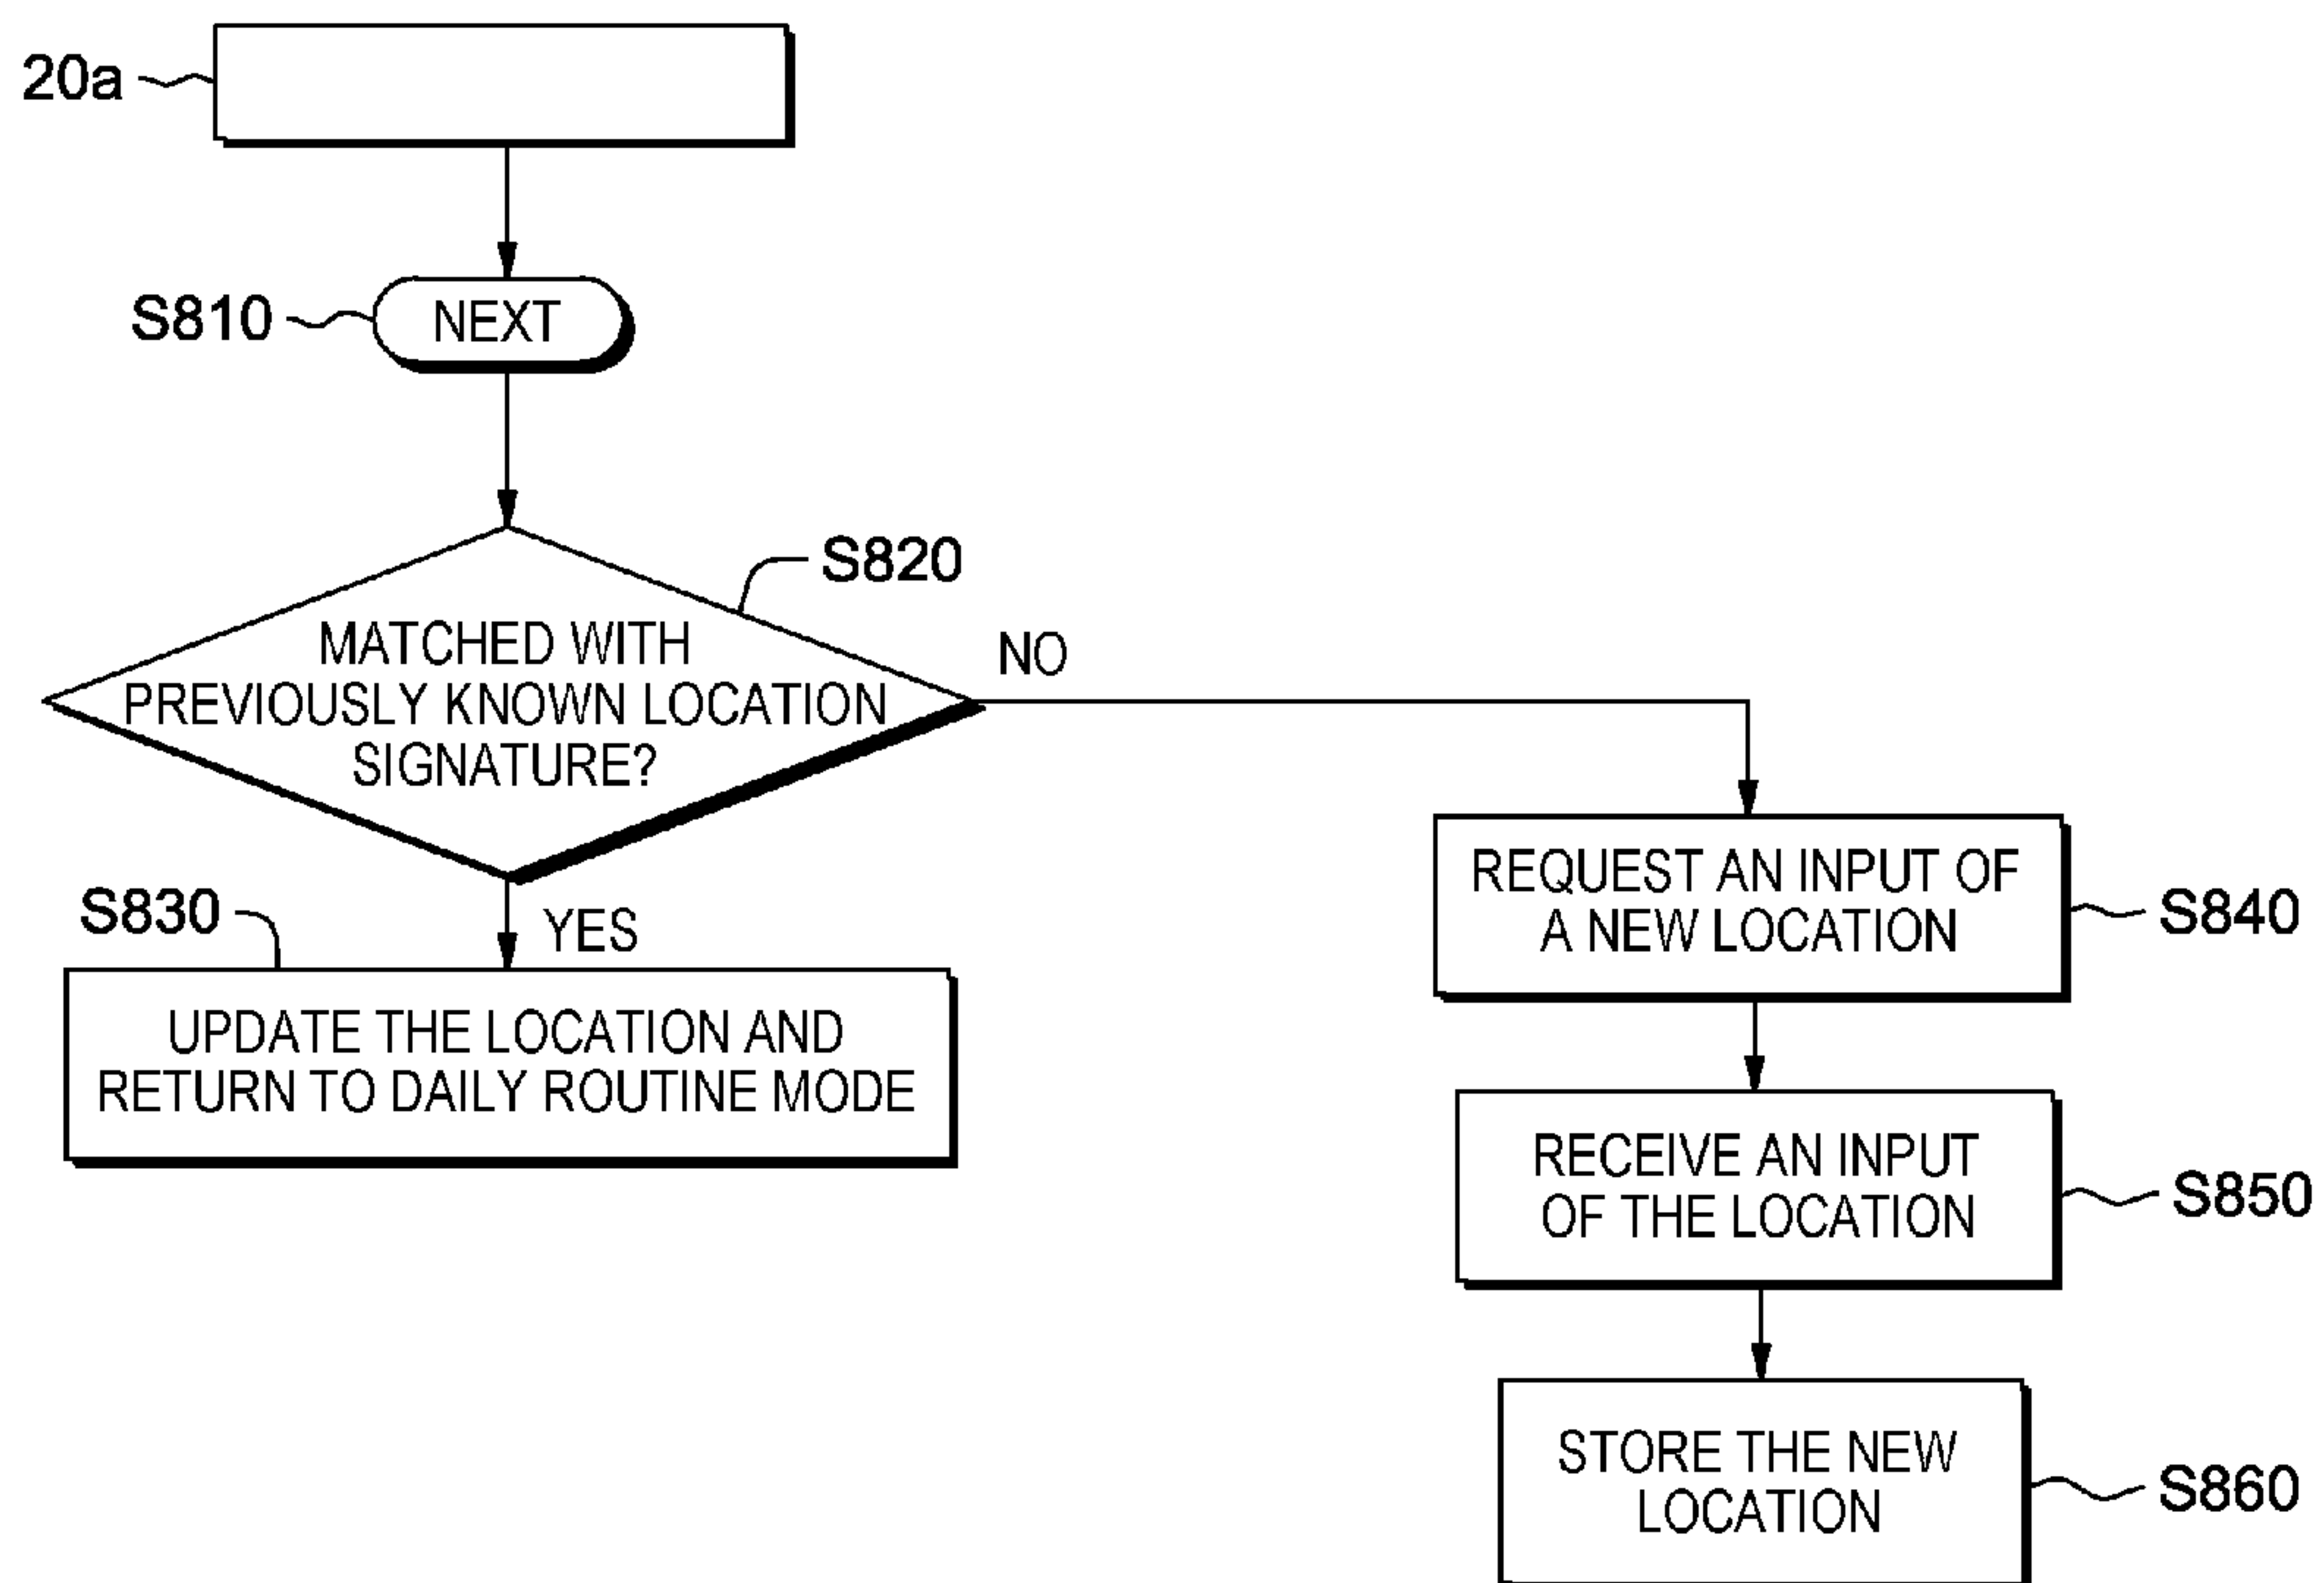 20a
S810
NEXT
S820
MATCHED WITH
PREVIOUSLY KNOWN LOCATION
SIGNATURE?
NO
YES
S830
UPDATE THE LOCATION AND
RETURN TO DAILY ROUTINE MODE
REQUEST AN INPUT OF
A NEW LOCATION
S840
RECEIVE AN INPUT
OF THE LOCATION
S850
STORE THE NEW
LOCATION
S860